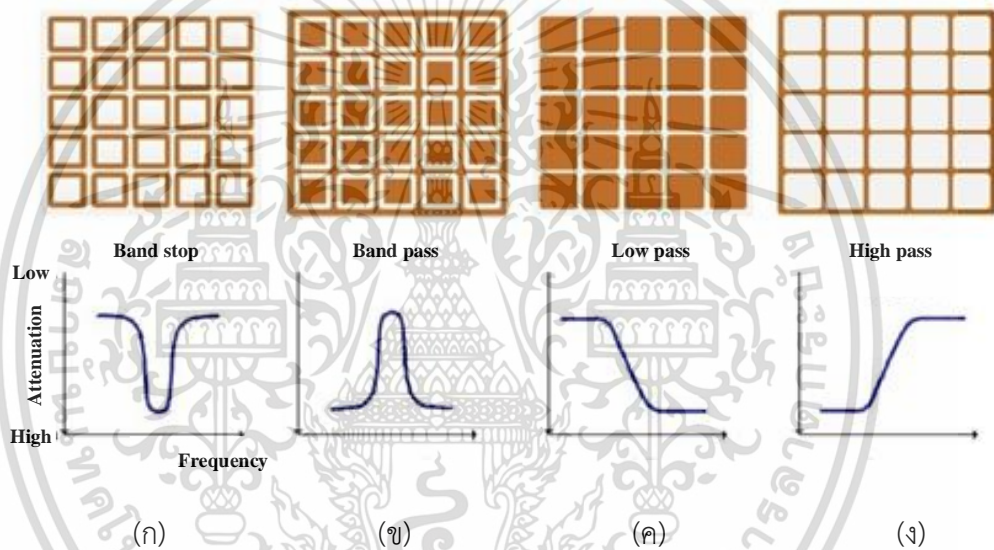 Band stop
Band pass
Low pass
High pass
Low
Attenuation
High
Frequency
(ก)
(ข)
(ค)
(ง)